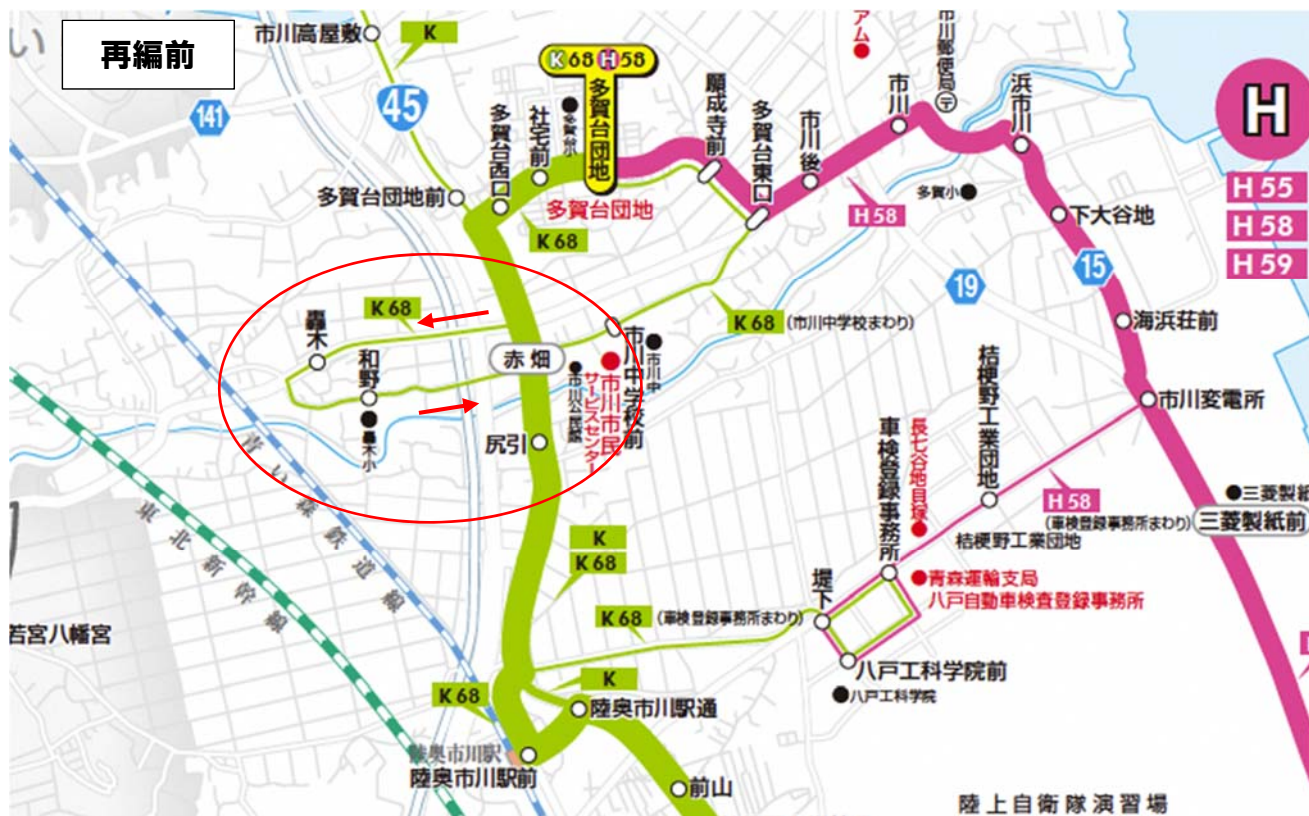 再編前
い
市川高屋敷
K
45
141
K68 H58
多賀台団地
多賀台小
社宅前
多賀台西口
多賀台団地
多賀台団地前
K68
願成寺前
多賀台東口
市川後
H58
アム
市川
市川郵便局
〒
浜市川
多賀小
下大谷地
15
19
H
H55
H58
H59
海浜荘前
市川変電所
K68
轟木
和野
轟木小
赤畑
市川中学校前
市川中
市川市民
サービスセンター
市川公民館
K68
(市川中学校まわり)
尻引
青い森鉄道線
東北新幹線
若宮八幡宮
K
K68
K68
(車検登録事務所まわり)
堤下
車検登録事務所
長七谷地貝塚
桔梗野工業団地
H58
(車検登録事務所まわり)
桔梗野工業団地
三菱製紙
三菱製紙前
青森運輸支局
八戸自動車検査登録事務所
八戸工科学院前
八戸工科学院
K
K68
陸奥市川駅通
陸奥市川駅
陸奥市川駅前
前山
陸上自衛隊演習場